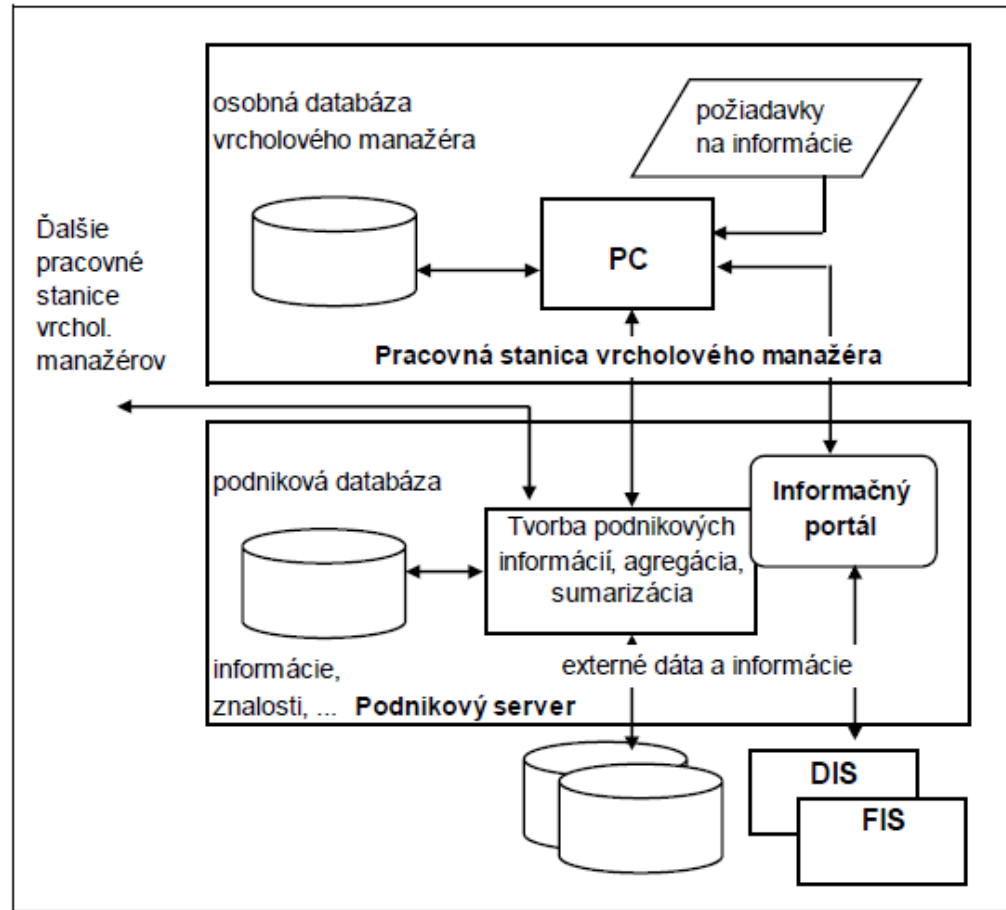 osobná databáza
vrcholového manažéra
požiadavky
na informácie
Ďalšie
pracovné
stanice
vrchol.
manažérov
PC
Pracovná stanica vrcholového manažéra
podniková databáza
Informačný
portál
Tvorba podnikových
informácií, agregácia,
sumarizácia
informácie,
znalosti, ... Podnikový server
externé dáta a informácie
DIS
FIS